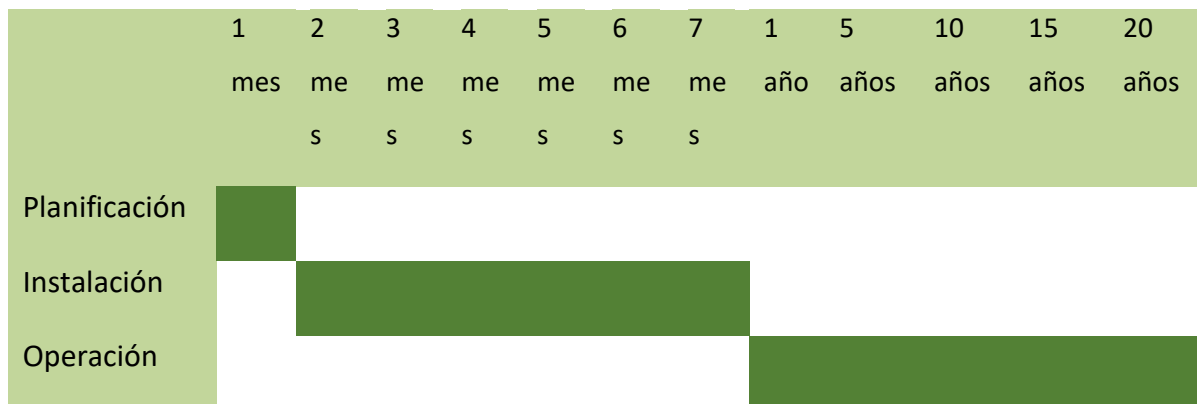 1 2 3 4 5 6 7 1 5 10 15 20
mes me me me me me me año años años años años
s s s s s s
Planificación
Instalación
Operación